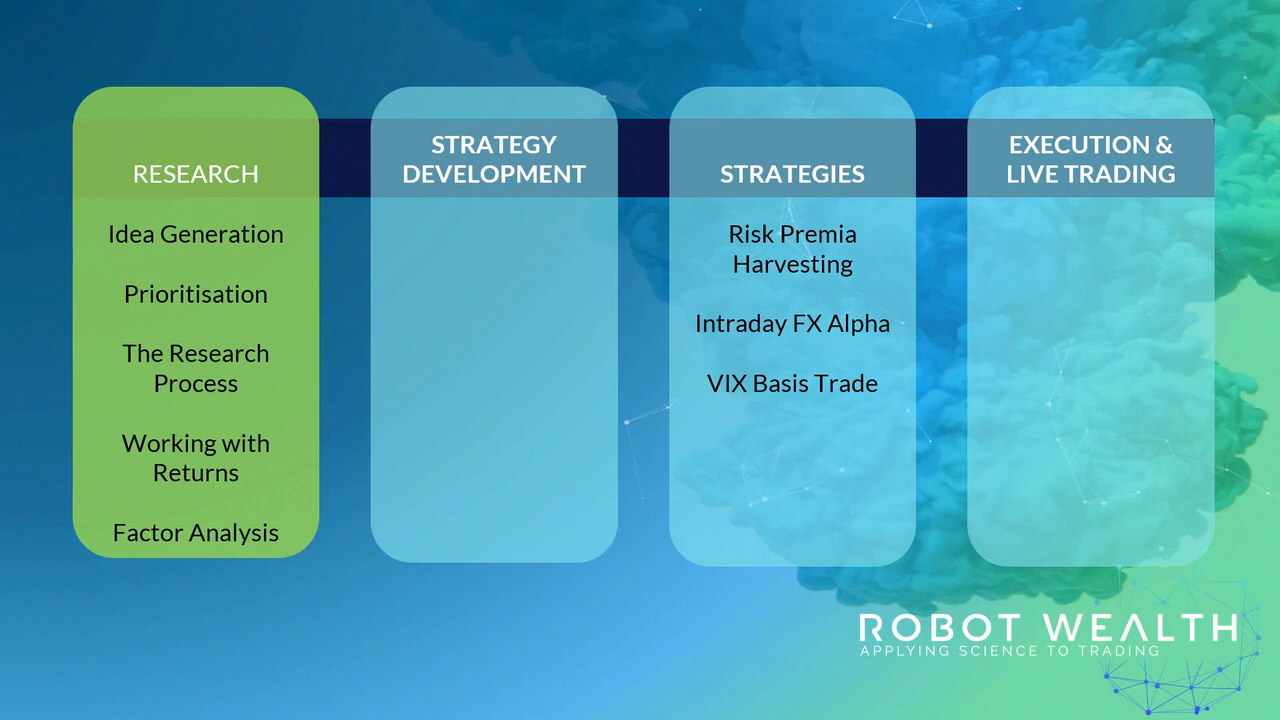 RESEARCH
Idea Generation
Prioritisation
The Research
Process
Working with
Returns
Factor Analysis
STRATEGY
DEVELOPMENT
STRATEGIES
Risk Premia
Harvesting
Intraday FX Alpha
VIX Basis Trade
EXECUTION &
LIVE TRADING
ROBOT WEALTH
APPLYING SCIENCE TO TRADING